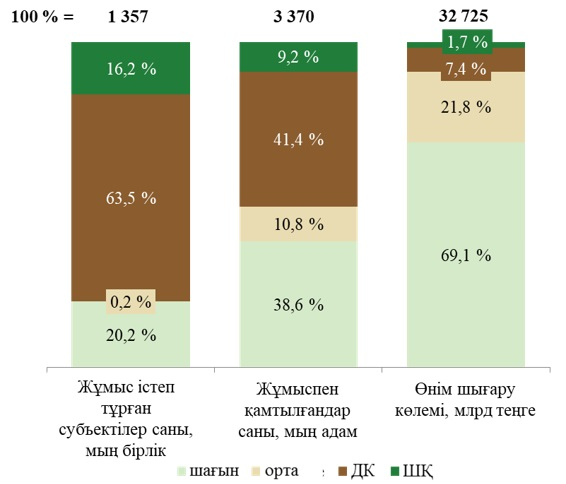 100 % = 1 357 3 370 32 725
16,2 % 9,2 % 1,7 %
7,4 %
63,5 % 41,4 % 21,8 %
0,2 % 10,8 % 69,1 %
20,2 % 38,6 %
Жұмыс істеп
тұрған
субъектілер саны,
мың бірлік
Жұмыспен
қамтылғандар
саны, мың адам
Өнім шығару
көлемі, млрд теңге
шағын орта ДК ШҚ